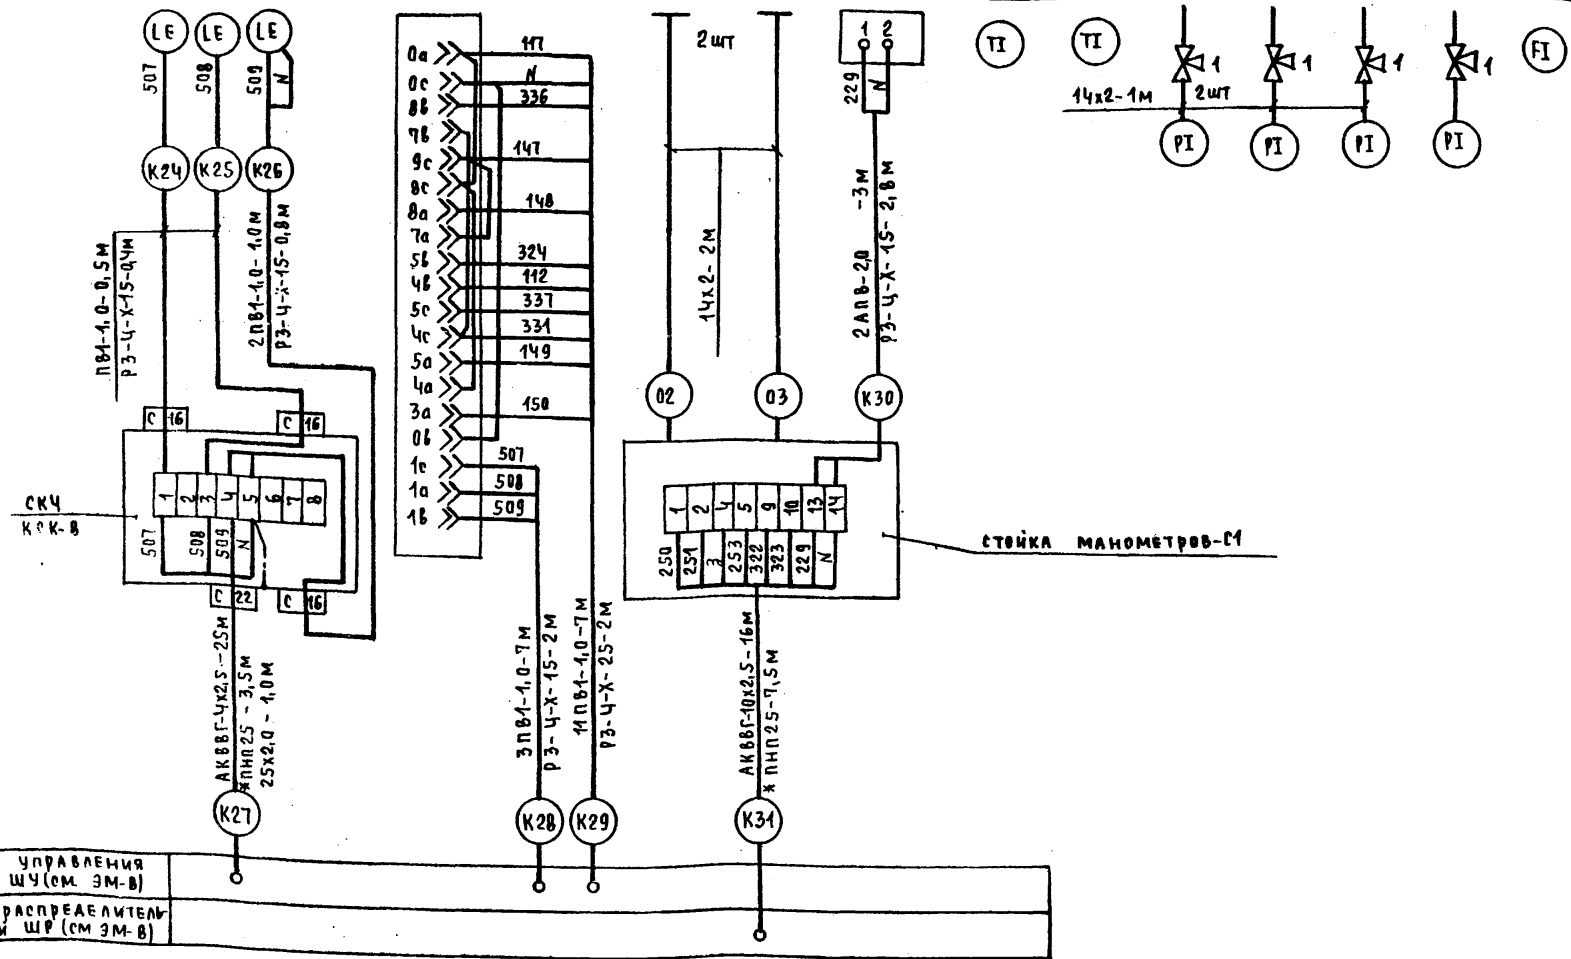 LE LE LE
507
508
509
N
К24 К25 К26
ПВ1-1,0-0,5м
РЗ-Ц-Х-15-0,4м
2ПВ1-1,0-1,0м
РЗ-Ц-Х-15-0,8м
С 16
С 16
СКЧ
1 2 3 4 5 6 7 8
507
508
509
N
С 22
С 16
АКВВГ-4х2,5-25м
*ПНП25-3,5м
25х2,0-1,0м
К27
0а 117
0с N
8в 336
7в
9с 147
8с
8а 148
7а
5в 324
4в 112
5с 337
4с 331
5а 149
4а
3а 150
0в
1с 507
1а 508
1в 509
3ПВ1-1,0-7м
РЗ-Ц-Х-15-2м
11ПВ1-1,0-7м
РЗ-Ц-Х-25-2м
К28 К29
2шт
14х2-2м
02 03
1 2
229
N
2АПВ-2,0 -3м
РЗ-Ц-Х-15-2,8м
К30
1 2 4 5 9 10 13 14
250
251
3
253
322
323
229
N
СТОЙКА МАНОМЕТРОВ-С1
АКВВГ-10х2,5-16м
*ПНП25-7,5м
К31
TI TI
1 1 1 1
FI
14х2-1м 2шт
PI PI PI PI
УПРАВЛЕНИЯ
ШУ(СМ. ЭМ-В)
РАСПРЕДЕЛИТЕЛЬ
Й ШР(СМ ЭМ-В)